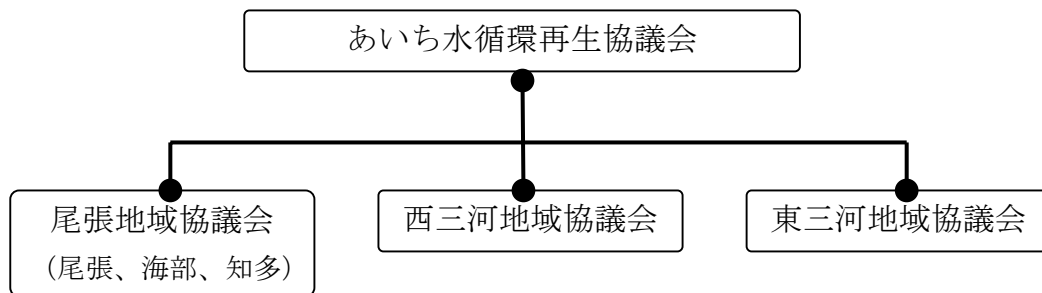 あいち水循環再生協議会
尾張地域協議会
（尾張、海部、知多）
西三河地域協議会
東三河地域協議会